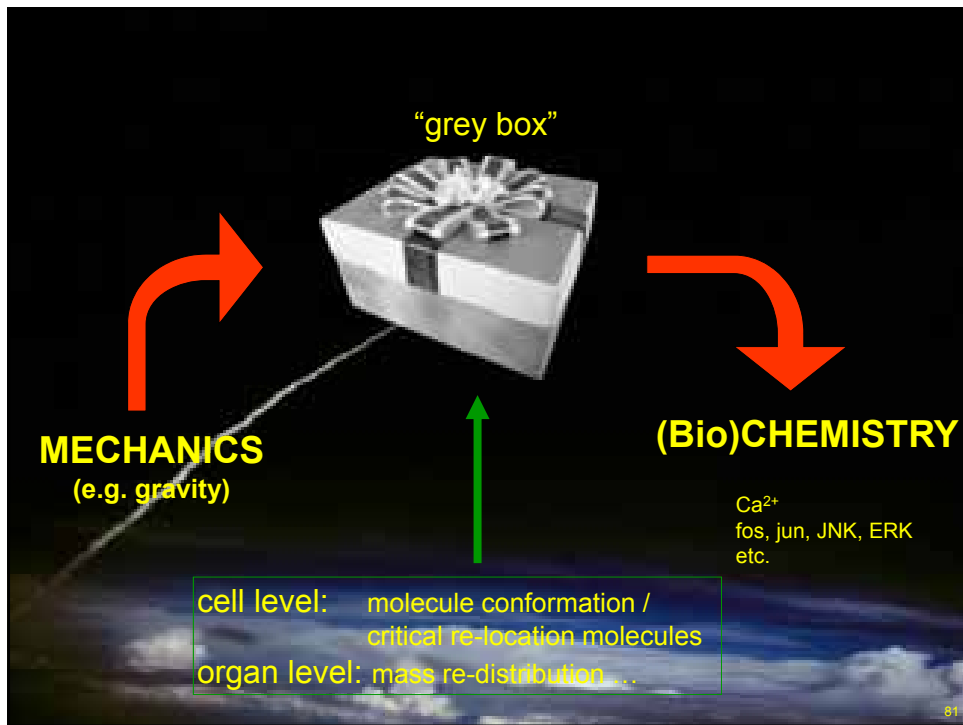 “grey box”
MECHANICS
(e.g. gravity)
(Bio)CHEMISTRY
Ca²⁺
fos, jun, JNK, ERK
etc.
cell level: molecule conformation /
critical re-location molecules
organ level: mass re-distribution …
81